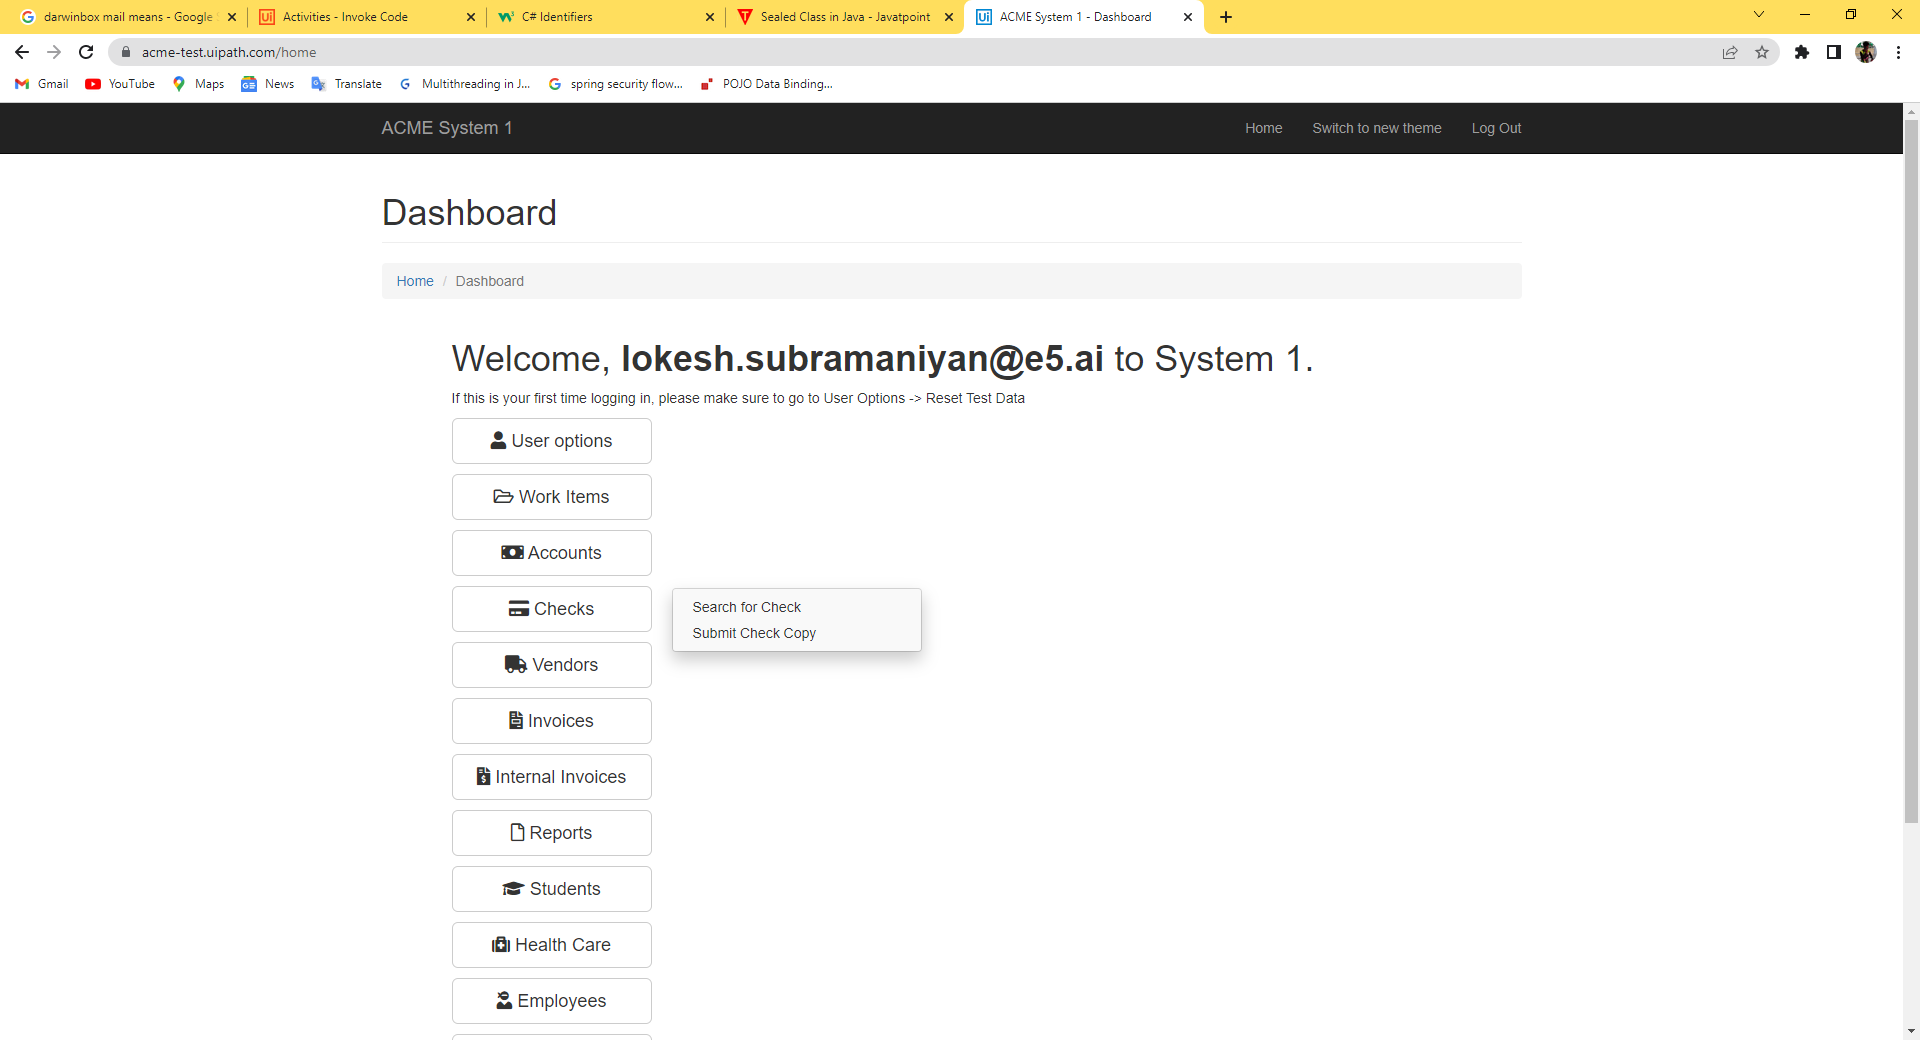 darwinbox mail means - Google
Activities - Invoke Code
C# Identifiers
Sealed Class in Java - Javatpoint
ACME System 1 - Dashboard
acme-test.uipath.com/home
Gmail
YouTube
Maps
News
Translate
Multithreading in J...
spring security flow...
POJO Data Binding...
ACME System 1
Home
Switch to new theme
Log Out
Dashboard
Home / Dashboard
Welcome, lokesh.subramaniyan@e5.ai to System 1.
If this is your first time logging in, please make sure to go to User Options -> Reset Test Data
User options
Work Items
Accounts
Checks
Search for Check
Submit Check Copy
Vendors
Invoices
Internal Invoices
Reports
Students
Health Care
Employees